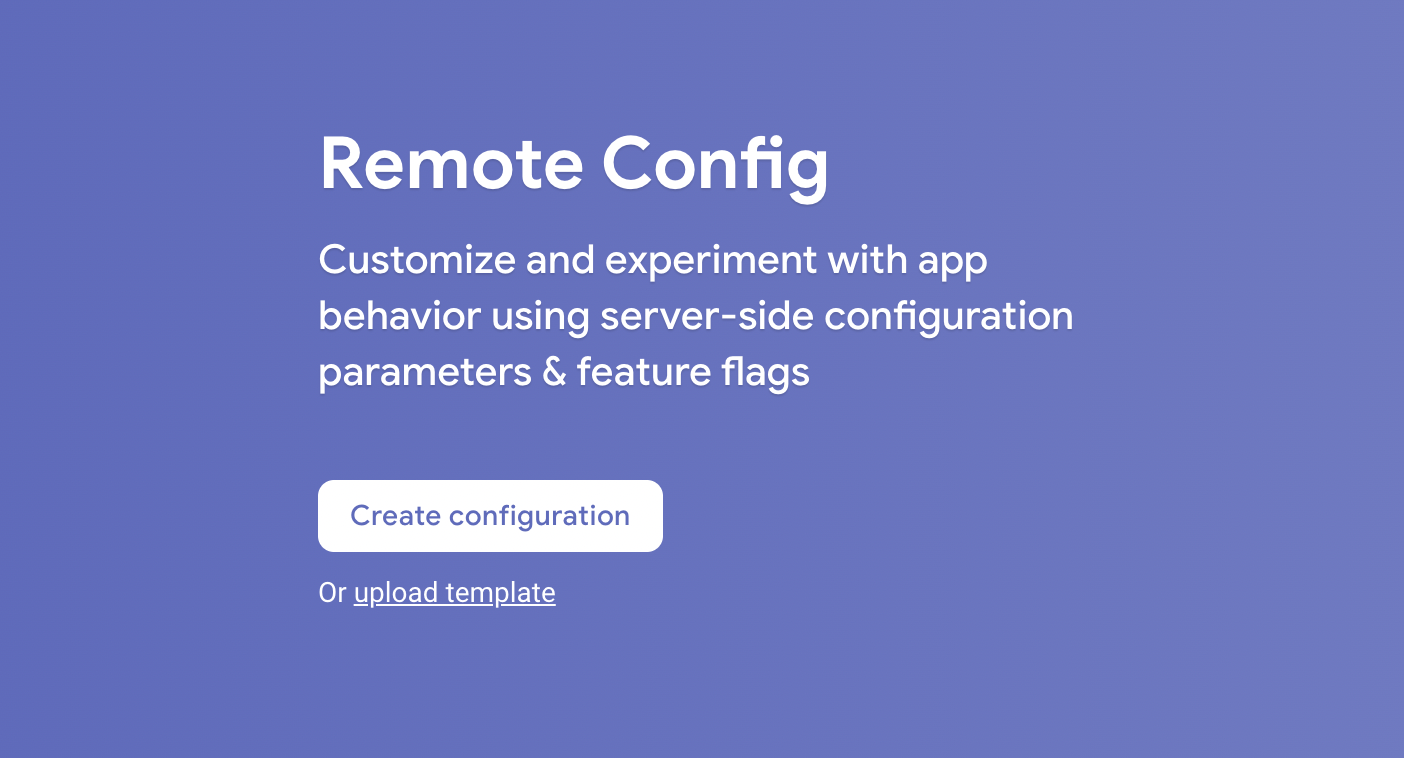 Remote Config
Customize and experiment with app
behavior using server-side configuration
parameters & feature flags
Create configuration
Or upload template